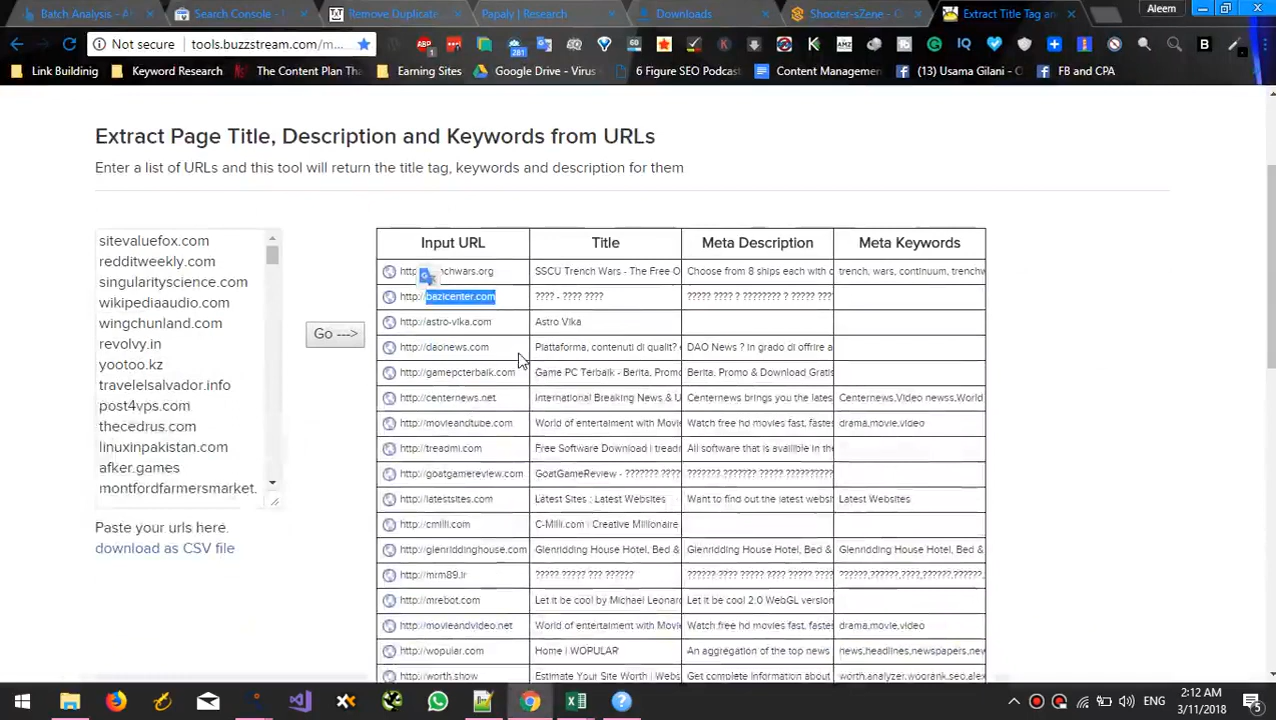 Batch Analysis - A
Search Console -
Remove Duplicate
Papaly | Research
Downloads
Shooter-sZene -
Extract Title Tag an
Aleem
Not secure
tools.buzzstream.com/m...
Link Building
Keyword Research
The Content Plan Tha
Earning Sites
Google Drive - Virus
6 Figure SEO Podcast
Content Managemen
(13) Usama Gilani - C
FB and CPA
Extract Page Title, Description and Keywords from URLs
Enter a list of URLs and this tool will return the title tag, keywords and description for them
sitevaluefox.com
redditweekly.com
singularityscience.com
wikipediaaudio.com
wingchunland.com
revolvy.in
yootoo.kz
travelelsalvador.info
post4vps.com
thecedrus.com
linuxinpakistan.com
afker.games
montfordfarmersmarket.
Paste your urls here.
download as CSV file
Go --->
Input URL Title Meta Description Meta Keywords
http chwars.org SSCU Trench Wars - The Free O Choose from 8 ships each with c trench, wars, continuum, trenchw
http://bazicenter.com ???? - ???? ???? ????? ???? ? ???????? ? ????? ???
http://astro-vika.com Astro Vika
http://daonews.com Piattaforma, contenuti di qualit? DAO News ? In grado di offrire a
http://gamepcterbaik.com Game PC Terbaik - Berita, Promo Berita, Promo & Download Gratis
http://centernews.net International Breaking News & U Centernews brings you the lates Centernews,Video newss,World
http://movieandtube.com World of entertaiment with Movi Watch free hd movies fast, faste drama,movie,video
http://treadmi.com Free Software Download | tread All software that is availible in the
http://goatgamereview.com GoatGameReview - ??????? ???? ??????? ??????? ????? ??????????
http://latestsites.com Latest Sites : Latest Websites Want to find out the latest websi Latest Websites
http://cmilli.com C-Milli.com | Creative Millionaire
http://glenriddinghouse.com Glenridding House Hotel, Bed & Glenridding House Hotel, Bed & Glenridding House Hotel, Bed &
http://mrm89.ir ????? ????? ??? ?????? ?????? ???? ????? ???? ????? ???? ??????,??????,????,??????,??????,
http://mrebot.com Let it be cool by Michael Leonar Let it be cool 2.0 WebGL version
http://movieandvideo.net World of entertaiment with Movi Watch free hd movies fast, faste drama,movie,video
http://wopular.com Home | WOPULAR An aggregation of the top news news,headlines,newspapers,nev
http://worth.show Estimate Your Site Worth | Webs Get complete Information about worth,analyzer,woorank,seo,ale
ENG
2:12 AM
3/11/2018